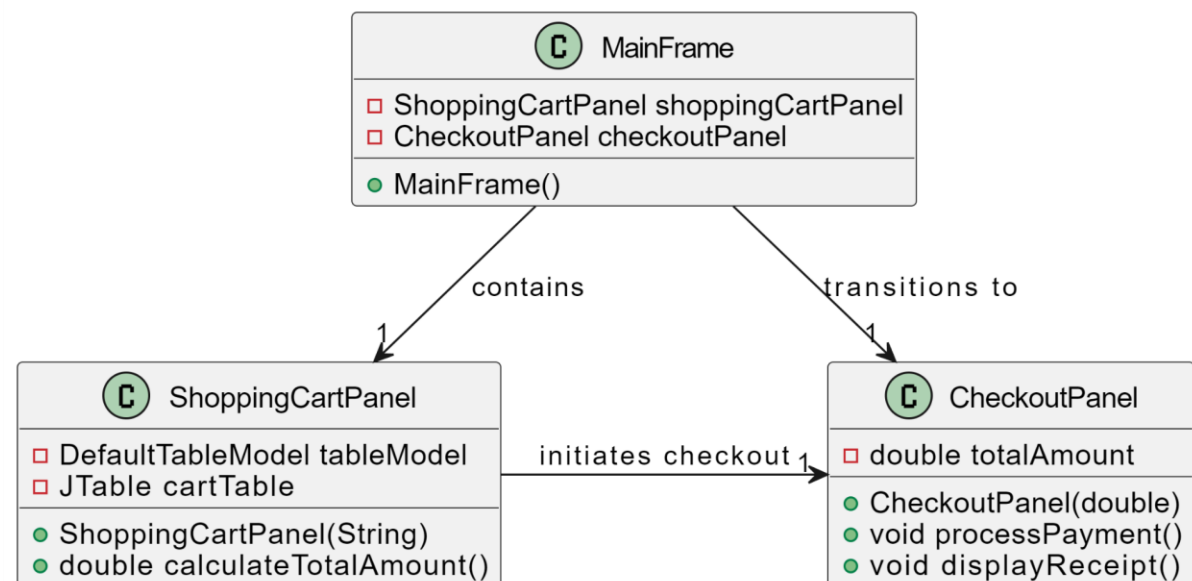 C MainFrame
ShoppingCartPanel shoppingCartPanel
CheckoutPanel checkoutPanel
MainFrame()
contains
transitions to
1
1
C ShoppingCartPanel
DefaultTableModel tableModel
JTable cartTable
ShoppingCartPanel(String)
double calculateTotalAmount()
initiates checkout
1
C CheckoutPanel
double totalAmount
CheckoutPanel(double)
void processPayment()
void displayReceipt()